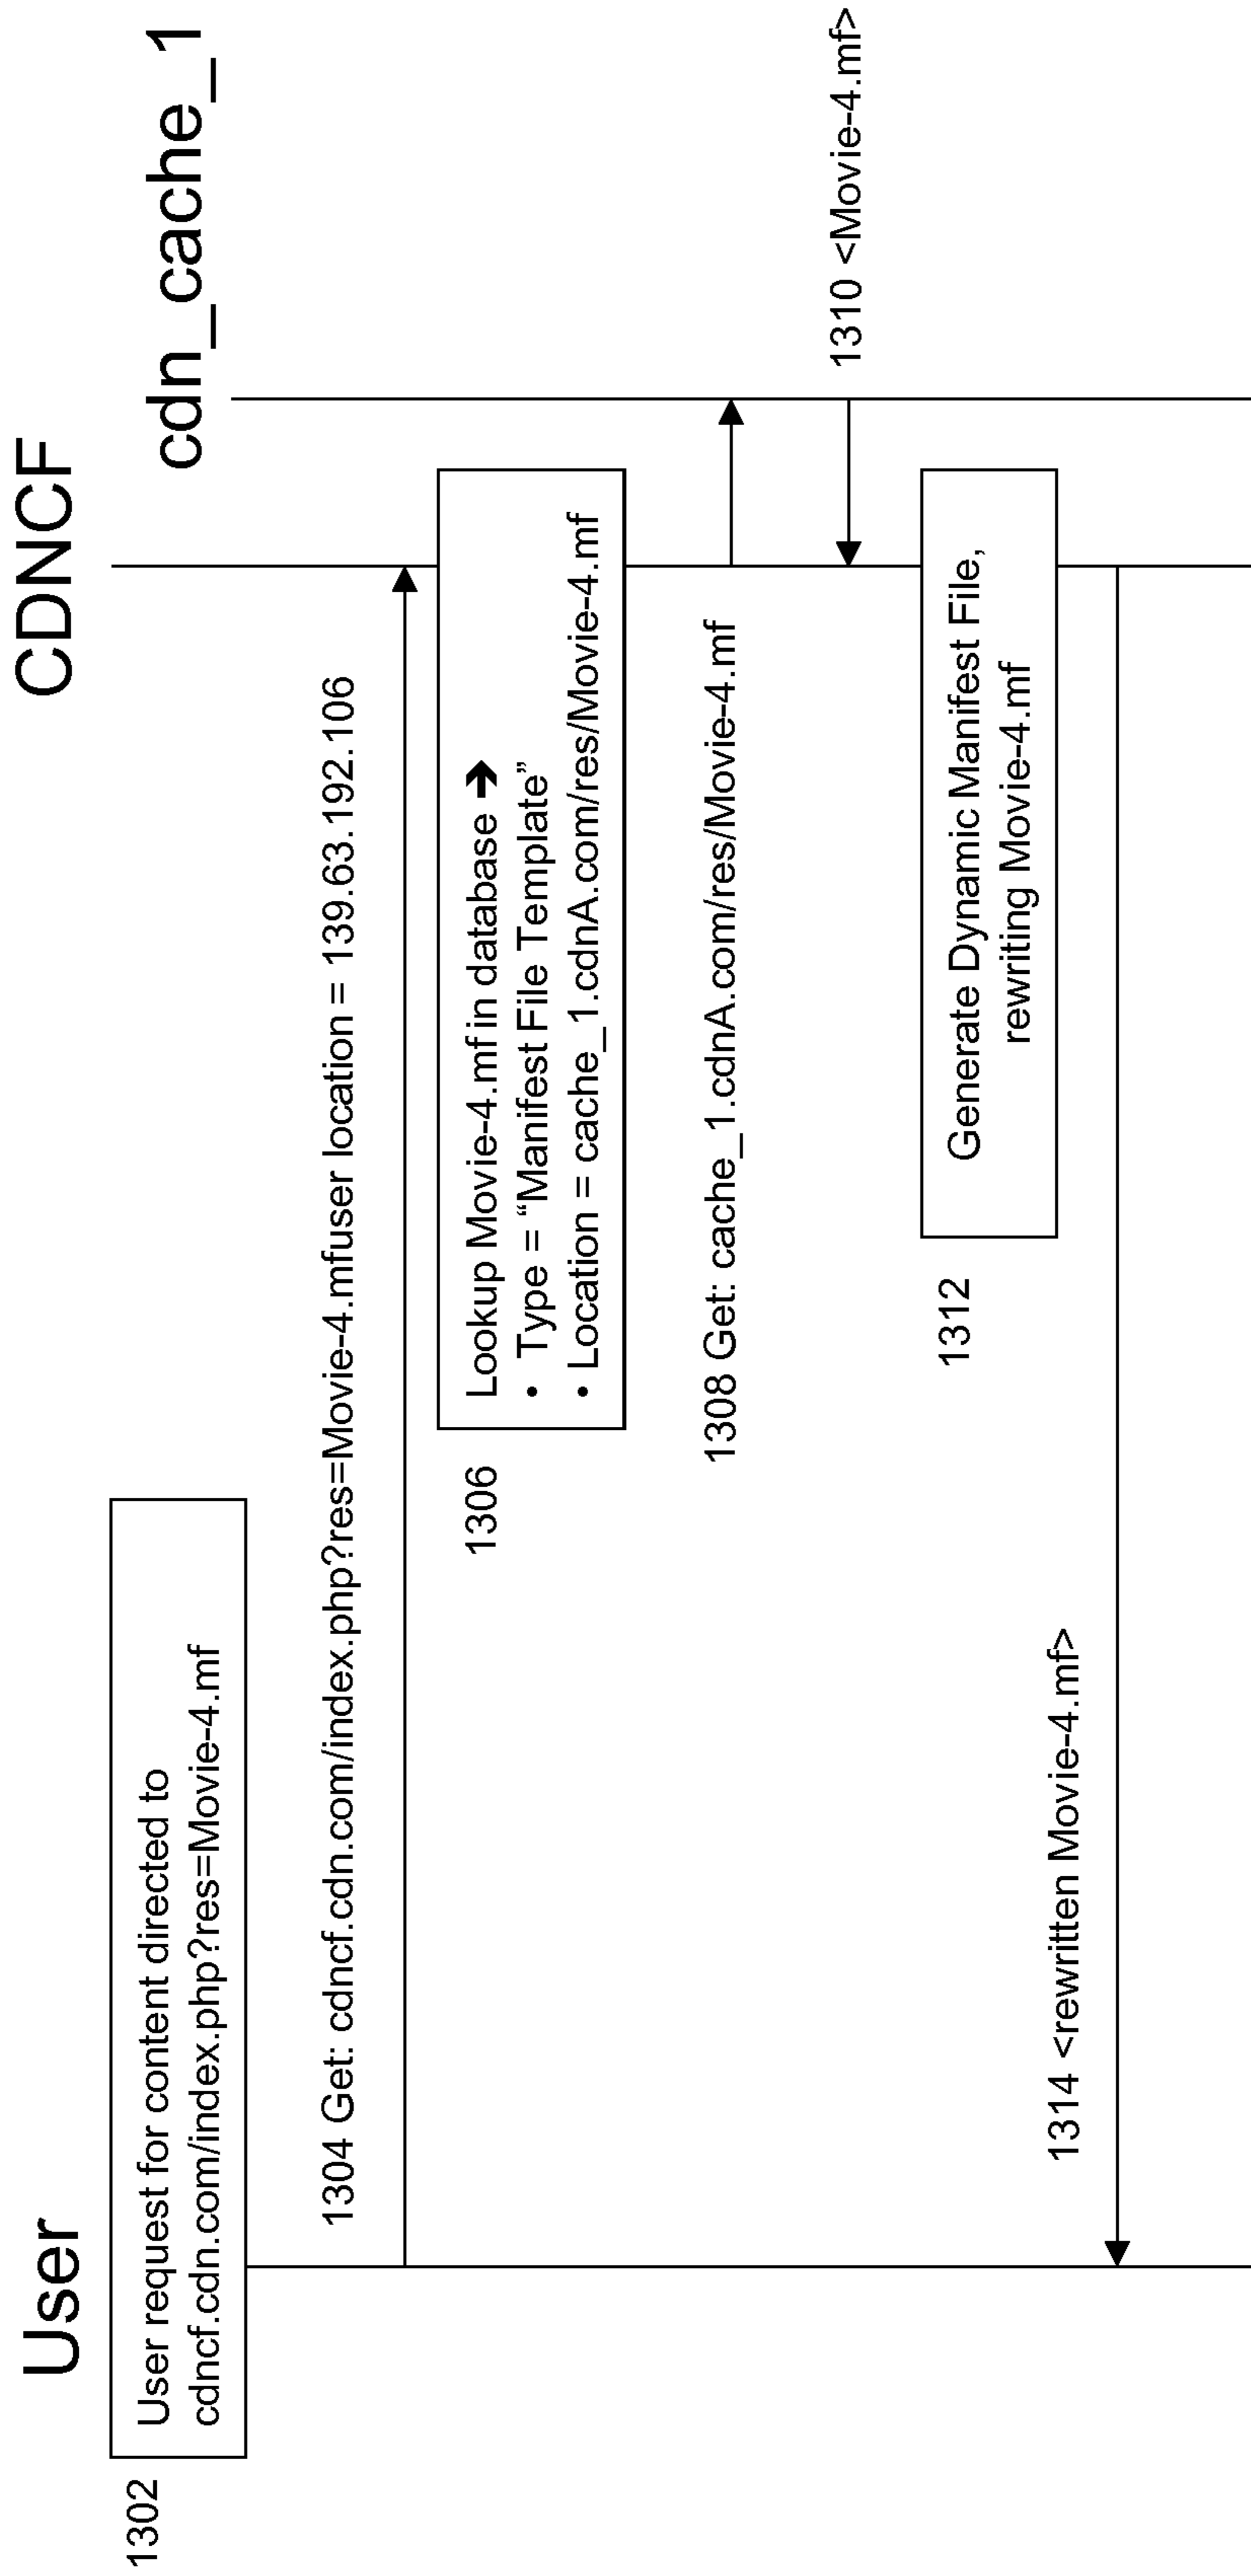 User
CDNCF
cdn_cache_1
1302
User request for content directed to
cdncf.cdn.com/index.php?res=Movie-4.mf
1304 Get: cdncf.cdn.com/index.php?res=Movie-4.mfuser location = 139.63.192.106
1306
Lookup Movie-4.mf in database ➔
• Type = “Manifest File Template”
• Location = cache_1.cdnA.com/res/Movie-4.mf
1308 Get: cache_1.cdnA.com/res/Movie-4.mf
1310 <Movie-4.mf>
1312
Generate Dynamic Manifest File,
rewriting Movie-4.mf
1314 <rewritten Movie-4.mf>